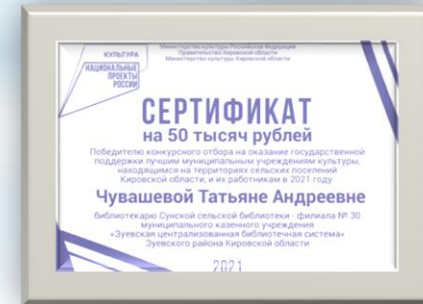 Министерство культуры Российской Федерации
Правительство Кировской области
Министерство культуры Кировской области
КУЛЬТУРА
НАЦИОНАЛЬНЫЕ
ПРОЕКТЫ
РОССИИ
СЕРТИФИКАТ
на 50 тысяч рублей
Победителю конкурсного отбора на оказание государственной
поддержки лучшим муниципальным учреждениям культуры,
находящимся на территориях сельских поселений
Кировской области, и их работникам в 2021 году
Чувашевой Татьяне Андреевне
библиотекарю Сунской сельской библиотеки - филиала № 30
муниципального казенного учреждения
«Зуевская централизованная библиотечная система»
Зуевского района Кировской области
2021